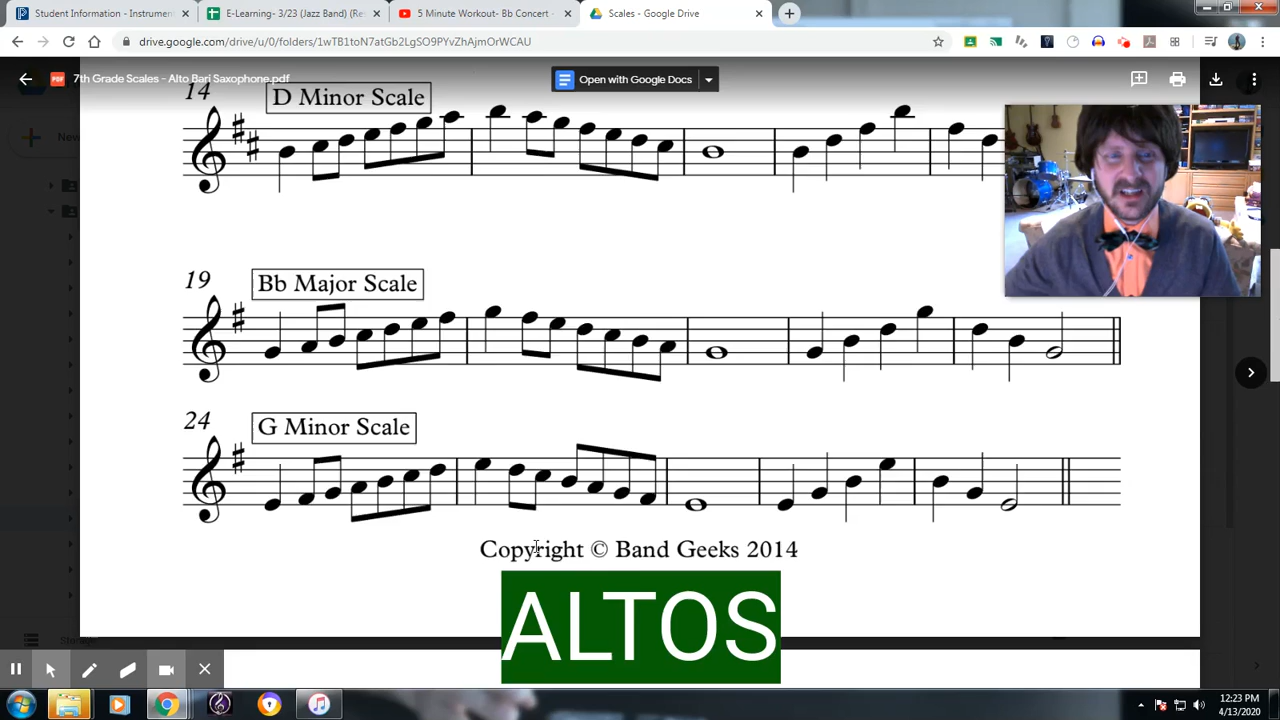 Student Information - Instrument
E-Learning- 3/23 (Jazz Band) (Re
5 Minute Workout- Bb Concert -
Scales - Google Drive
drive.google.com/drive/u/0/folders/1wTB1toN7atGb2LgSO9PYvZhAjmOrWCAU
7th Grade Scales - Alto Bari Saxophone.pdf
Open with Google Docs
New
14
D Minor Scale
19
Bb Major Scale
24
G Minor Scale
Copyright © Band Geeks 2014
ALTOS
12:23 PM
4/13/2020